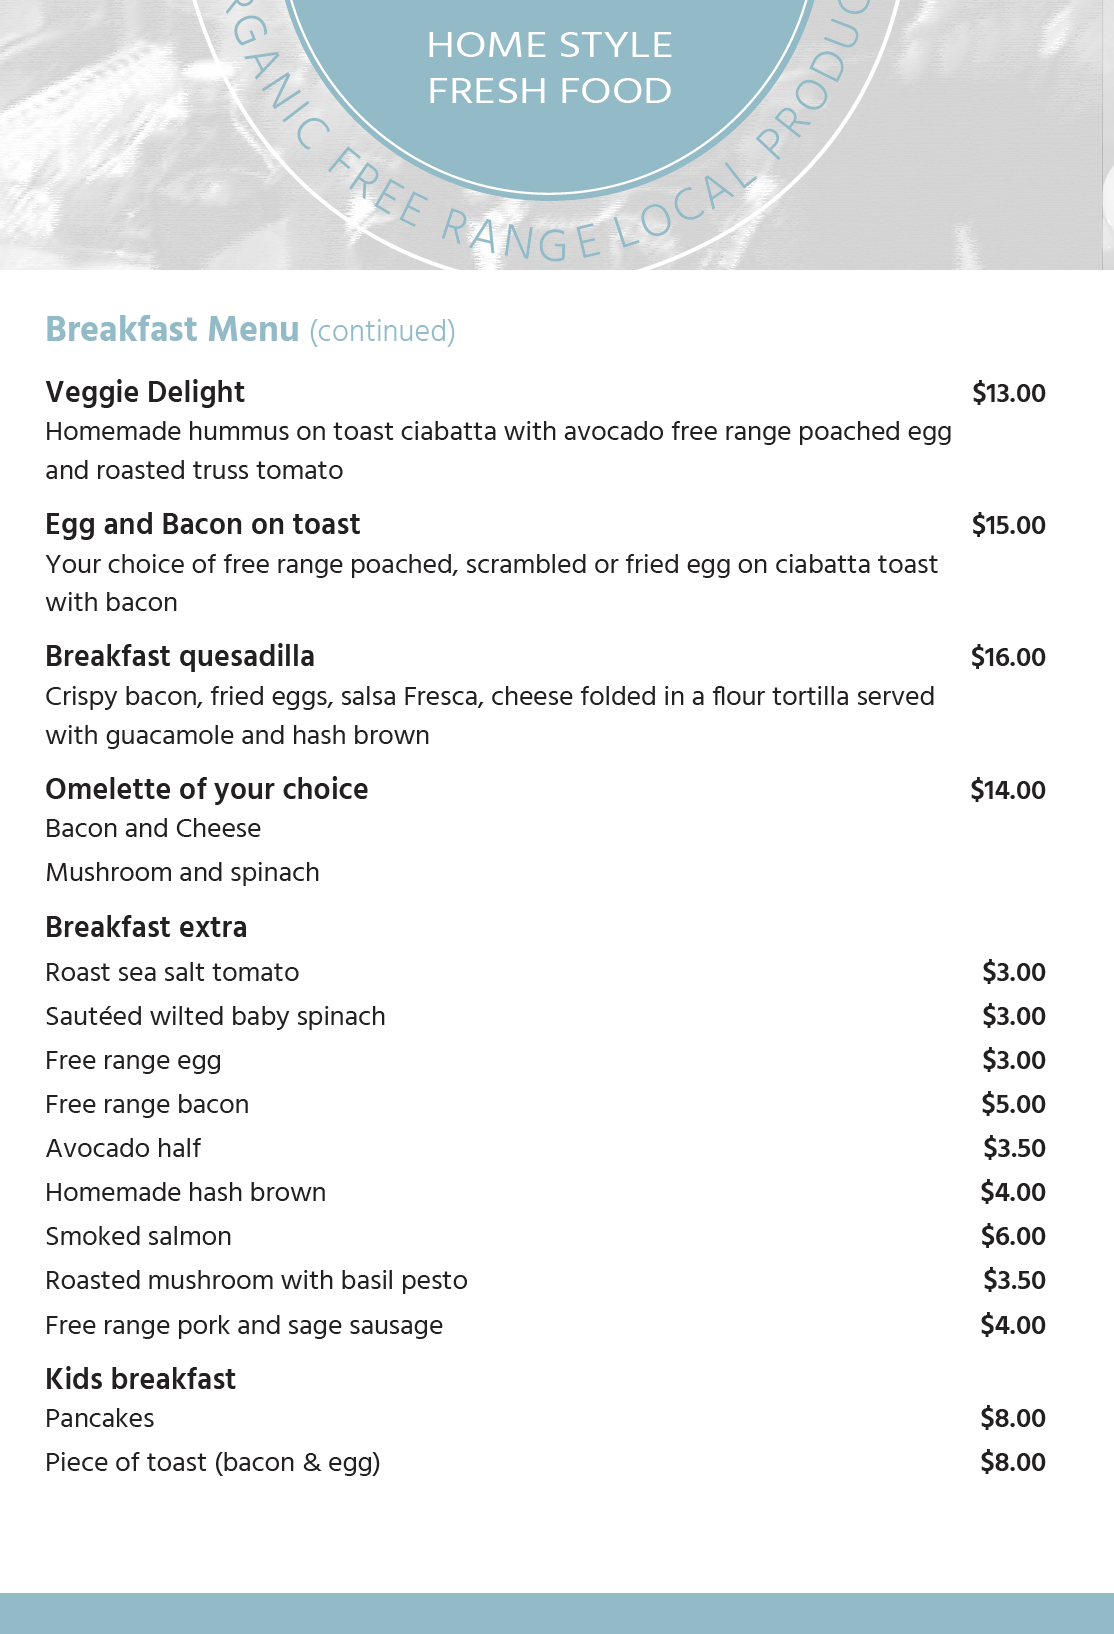 HOME STYLE
FRESH FOOD
FREE RANGE LOCAL
Breakfast Menu (continued)
Veggie Delight $13.00
Homemade hummus on toast ciabatta with avocado free range poached egg
and roasted truss tomato
Egg and Bacon on toast $15.00
Your choice of free range poached, scrambled or fried egg on ciabatta toast
with bacon
Breakfast quesadilla $16.00
Crispy bacon, fried eggs, salsa Fresca, cheese folded in a flour tortilla served
with guacamole and hash brown
Omelette of your choice $14.00
Bacon and Cheese
Mushroom and spinach
Breakfast extra
Roast sea salt tomato $3.00
Sautéed wilted baby spinach $3.00
Free range egg $3.00
Free range bacon $5.00
Avocado half $3.50
Homemade hash brown $4.00
Smoked salmon $6.00
Roasted mushroom with basil pesto $3.50
Free range pork and sage sausage $4.00
Kids breakfast
Pancakes $8.00
Piece of toast (bacon & egg) $8.00